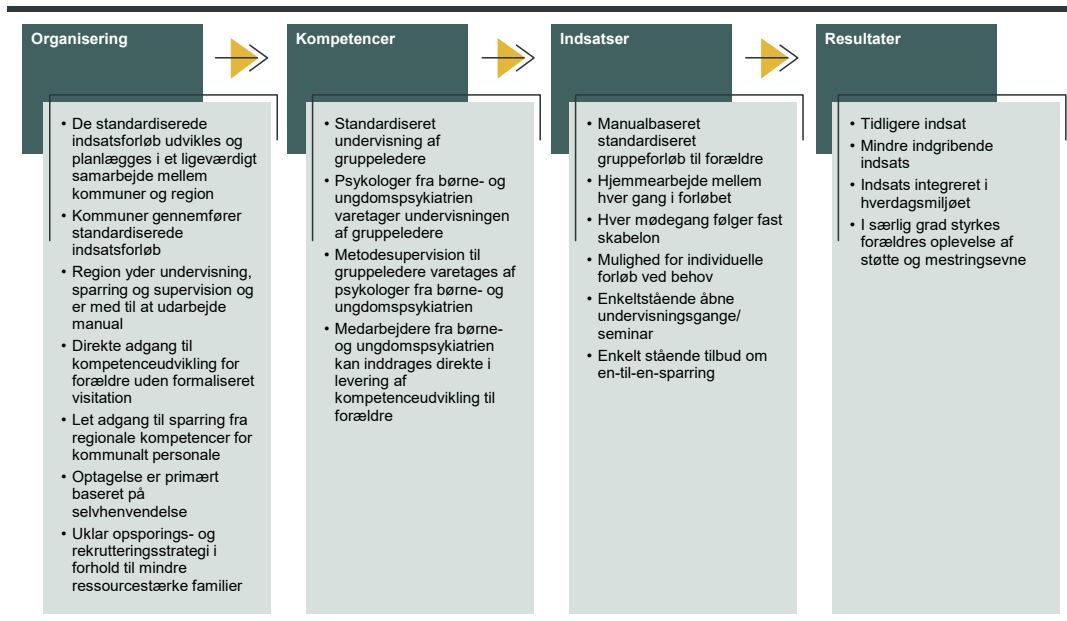 Organisering
• De standardiserede
indsatsforløb udvikles og
planlægges i et ligeværdigt
samarbejde mellem
kommuner og region
• Kommuner gennemfører
standardiserede
indsatsforløb
• Region yder undervisning,
sparring og supervision og
er med til at udarbejde
manual
• Direkte adgang til
kompetenceudvikling for
forældre uden formaliseret
visitation
• Let adgang til sparring fra
regionale kompetencer for
kommunalt personale
• Optagelse er primært
baseret på
selvhenvendelse
• Uklar opsporings- og
rekrutteringsstrategi i
forhold til mindre
ressourcestærke familier
Kompetencer
• Standardiseret
undervisning af
gruppeledere
• Psykologer fra børne- og
ungdomspsykiatrien
varetager undervisningen
af gruppeledere
• Metodesupervision til
gruppeledere varetages af
psykologer fra børne- og
ungdomspsykiatrien
• Medarbejdere fra børne-
og ungdomspsykiatrien
kan inddrages direkte i
levering af
kompetenceudvikling til
forældre
Indsatser
• Manualbaseret
standardiseret
gruppeforløb til forældre
• Hjemmearbejde mellem
hver gang i forløbet
• Hver mødegang følger fast
skabelon
• Mulighed for individuelle
forløb ved behov
• Enkeltstående åbne
undervisningsgange/
seminar
• Enkelt stående tilbud om
en-til-en-sparring
Resultater
• Tidligere indsat
• Mindre indgribende
indsats
• Indsats integreret i
hverdagsmiljøet
• I særlig grad styrkes
forældres oplevelse af
støtte og mestringsevne